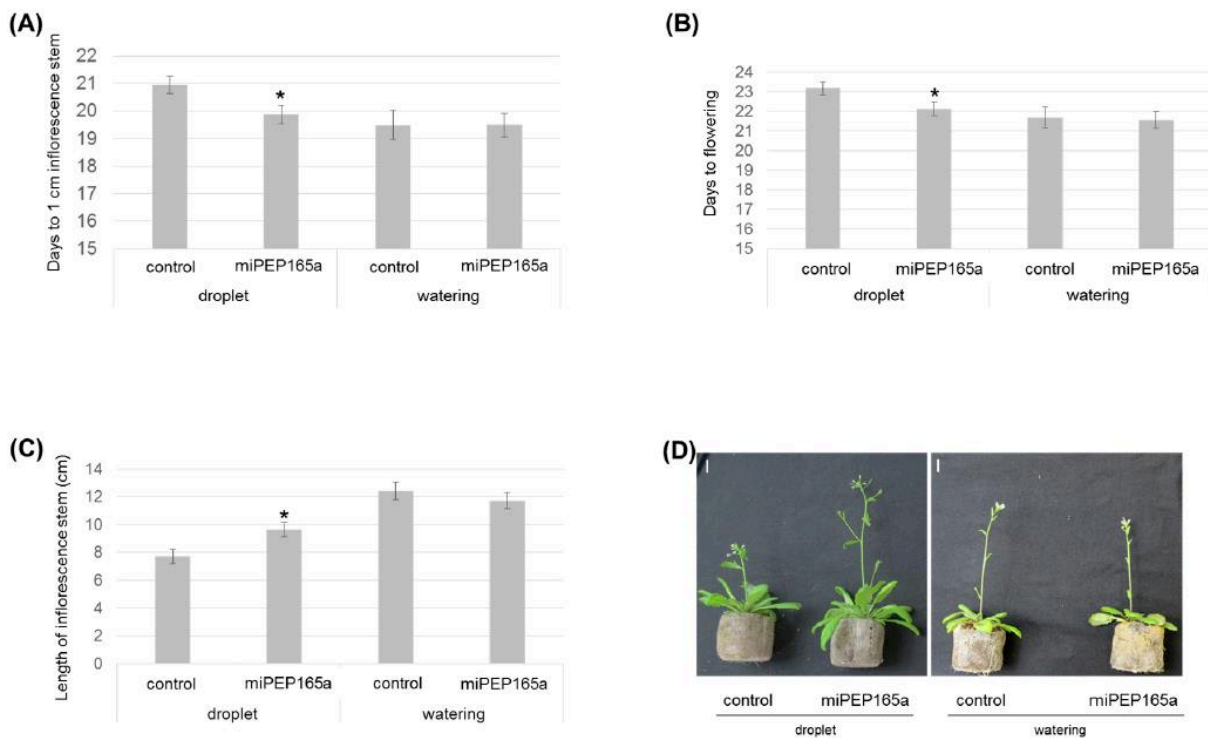 (A)
Days to 1 cm inflorescence stem
22
21
20
19
18
17
16
15
*
control miPEP165a control miPEP165a
droplet watering
(B)
Days to flowering
24
23
22
21
20
19
18
17
16
15
*
control miPEP165a control miPEP165a
droplet watering
(C)
Length of inflorescence stem (cm)
14
12
10
8
6
4
2
0
*
control miPEP165a control miPEP165a
droplet watering
(D)
control miPEP165a control miPEP165a
droplet watering